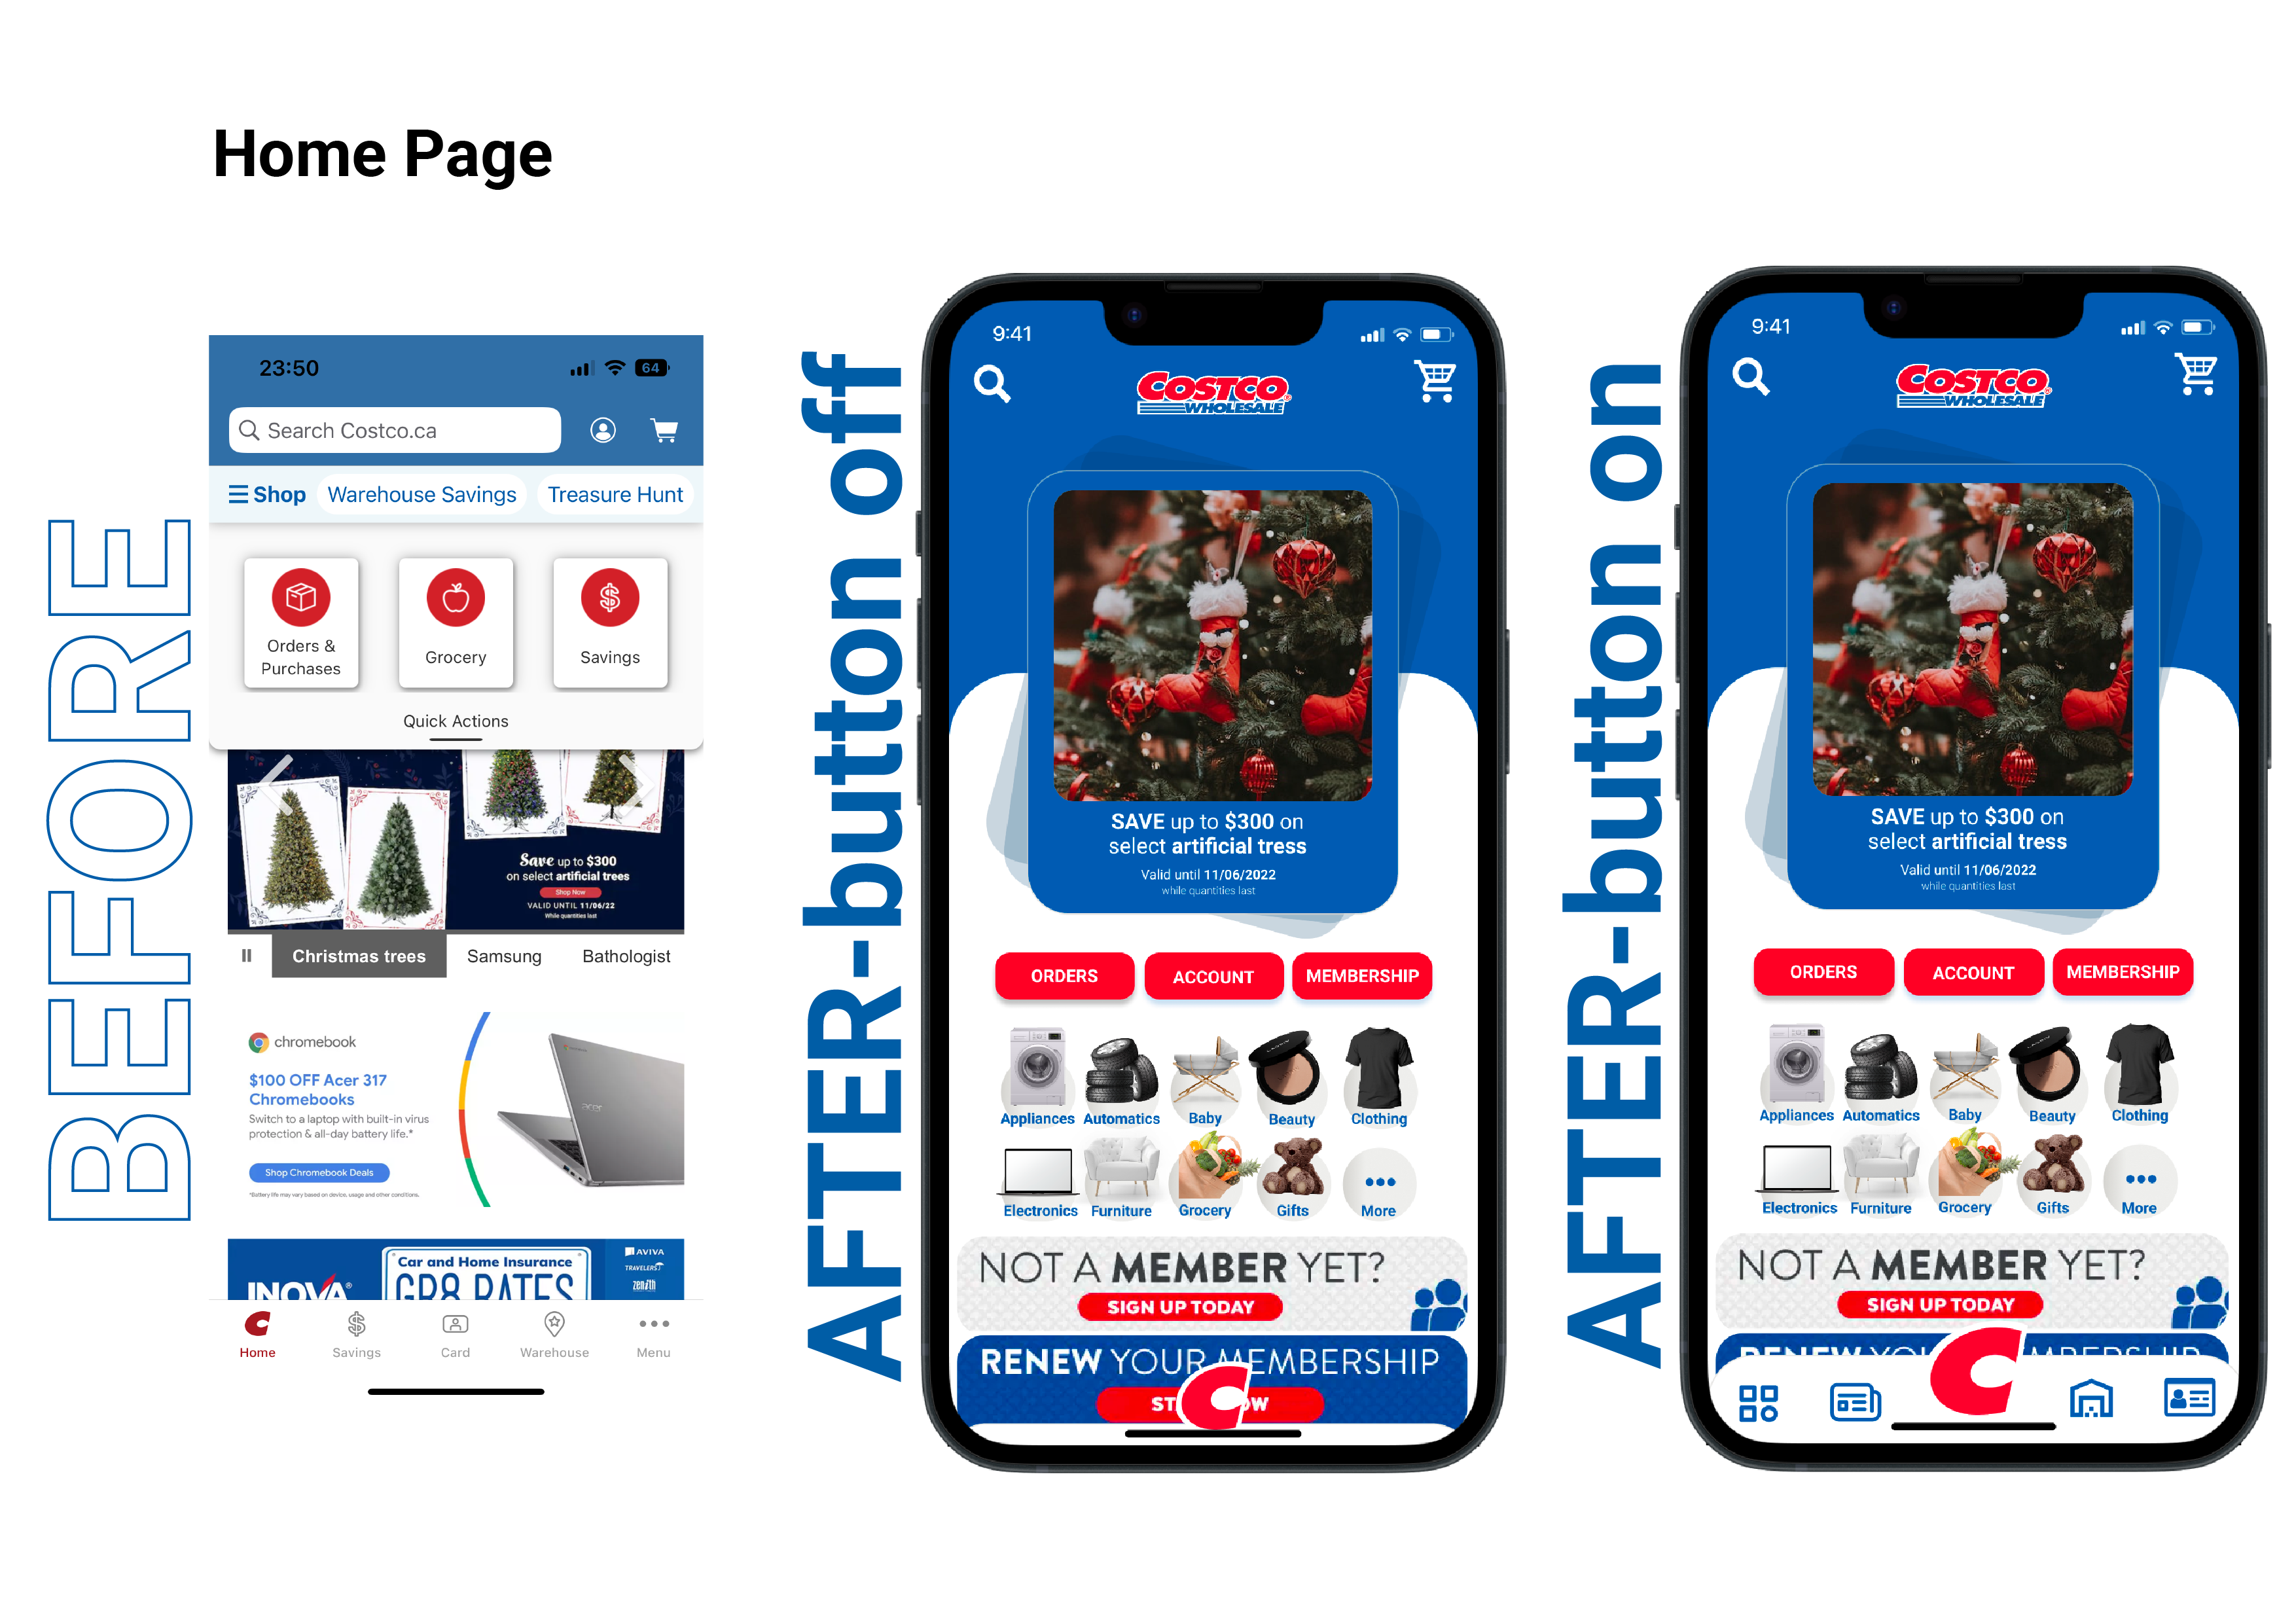 Home Page
BEFORE
23:50
64
Search Costco.ca
Shop
Warehouse Savings
Treasure Hunt
Orders &
Purchases
Grocery
Savings
Quick Actions
Save up to $300
on select artificial trees
Shop Now
VALID UNTIL 11/06/22
While quantities last
Christmas trees
Samsung
Bathologist
chromebook
$100 OFF Acer 317
Chromebooks
Switch to a laptop with built-in virus
protection & all-day battery life.*
Shop Chromebook Deals
*Battery life may vary based on device, usage and other conditions.
acer
INOVA®
Car and Home Insurance
GR8 RATES
AVIVA
TRAVELERS
zenith
Home
Savings
Card
Warehouse
Menu
AFTER-button off
9:41
COSTCO
WHOLESALE
SAVE up to $300 on
select artificial tress
Valid until 11/06/2022
while quantities last
ORDERS
ACCOUNT
MEMBERSHIP
Appliances
Automatics
Baby
Beauty
Clothing
Electronics
Furniture
Grocery
Gifts
More
NOT A MEMBER YET?
SIGN UP TODAY
RENEW YOUR MEMBERSHIP
ST C OW
AFTER-button on
9:41
COSTCO
WHOLESALE
SAVE up to $300 on
select artificial tress
Valid until 11/06/2022
while quantities last
ORDERS
ACCOUNT
MEMBERSHIP
Appliances
Automatics
Baby
Beauty
Clothing
Electronics
Furniture
Grocery
Gifts
More
NOT A MEMBER YET?
SIGN UP TODAY
RENEW YOU EMBERSHIP
C